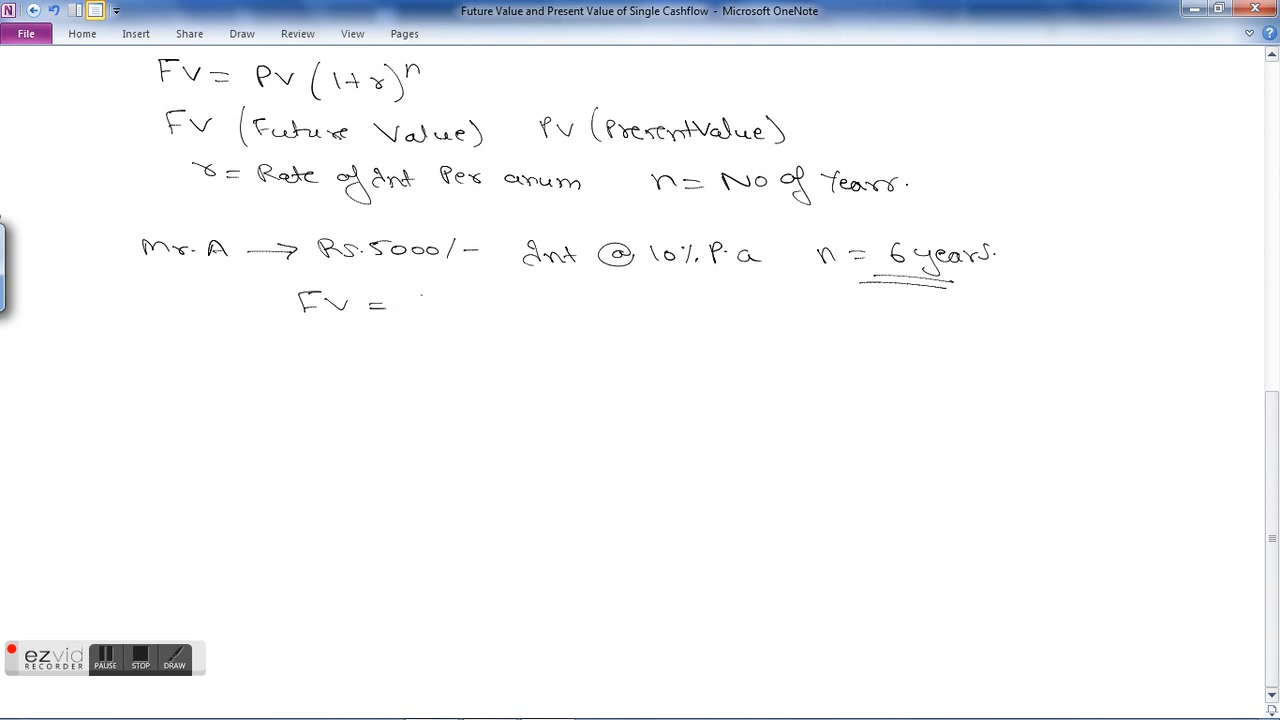 Future Value and Present Value of Single Cashflow - Microsoft OneNote
File Home Insert Share Draw Review View Pages
FV = PV (1+r)^n
FV (Future Value) PV (Present Value)
r = Rate of Int Per anum n = No of Years.
Mr. A → Rs. 5000/- Int @ 10% P.a n = 6 years.
FV =
ezvid
RECORDER
PAUSE STOP DRAW